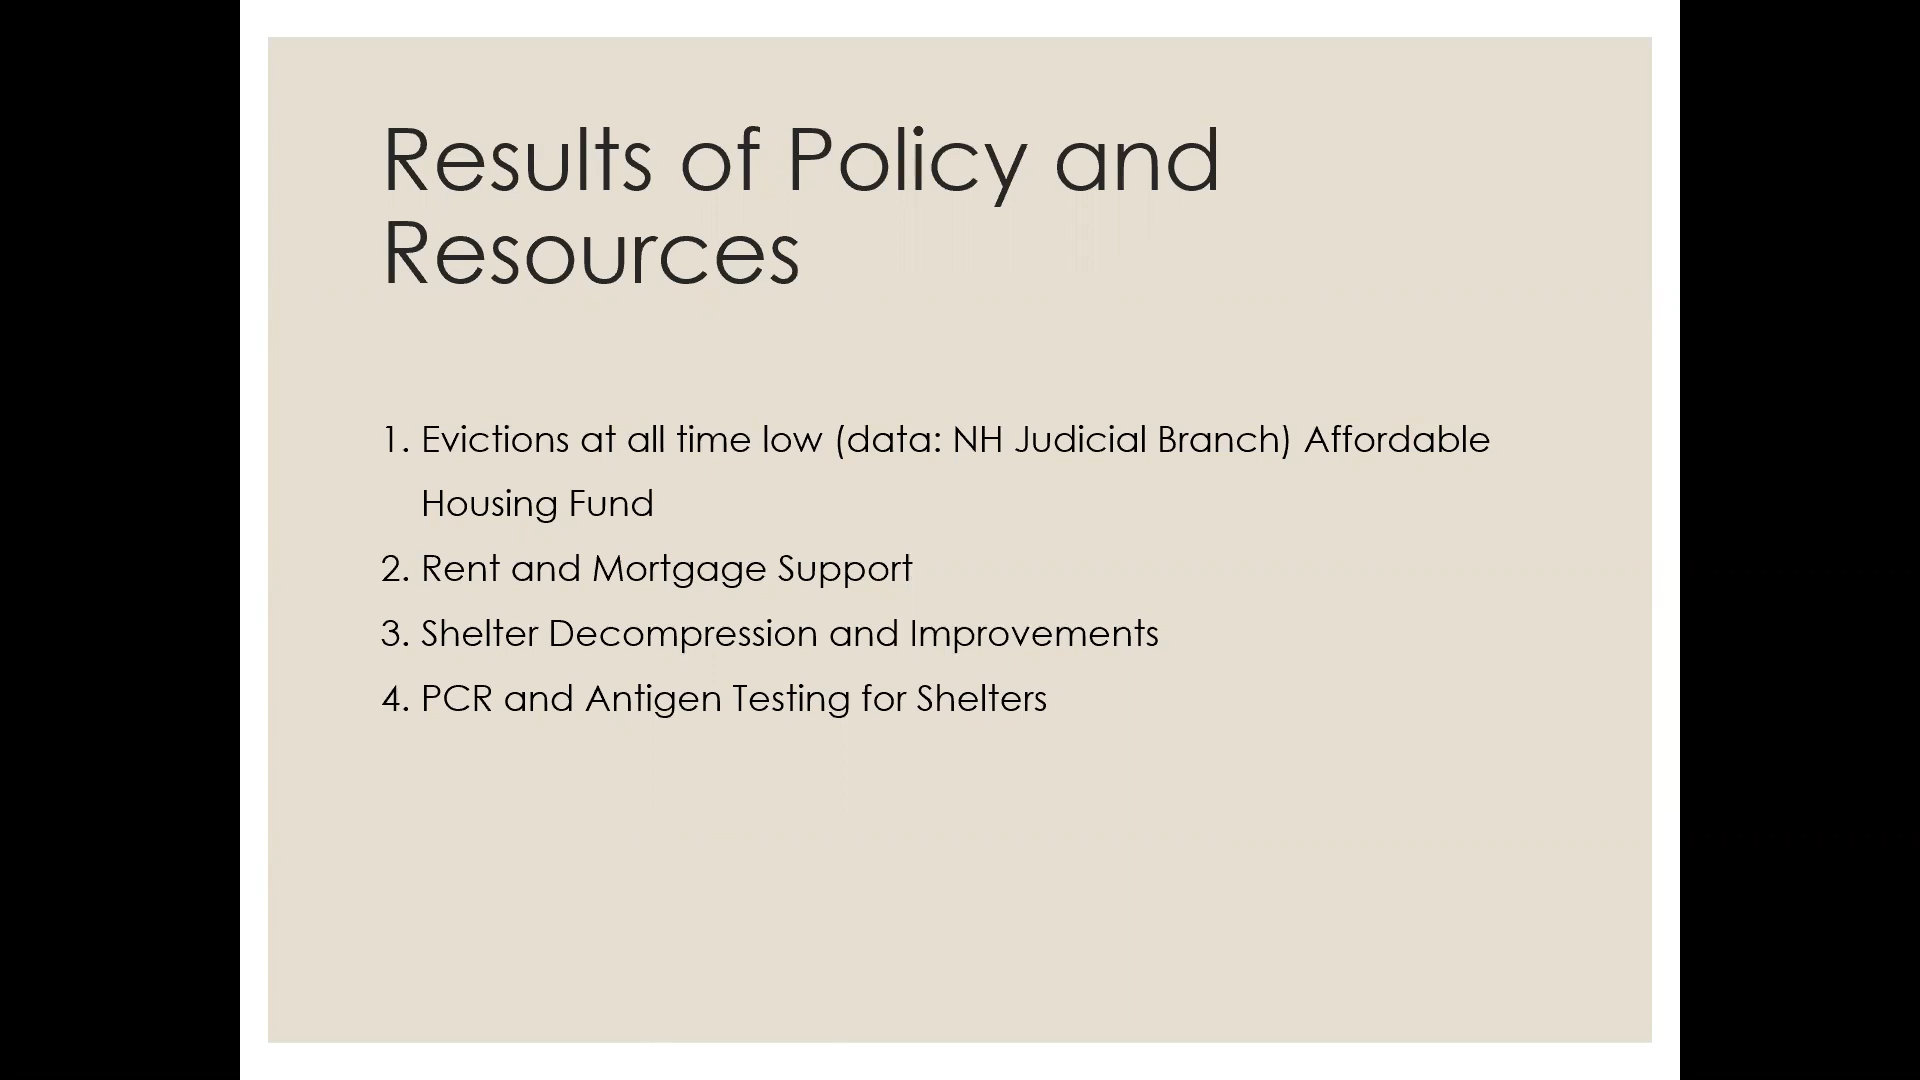 Results of Policy and
Resources
1. Evictions at all time low (data: NH Judicial Branch) Affordable
Housing Fund
2. Rent and Mortgage Support
3. Shelter Decompression and Improvements
4. PCR and Antigen Testing for Shelters